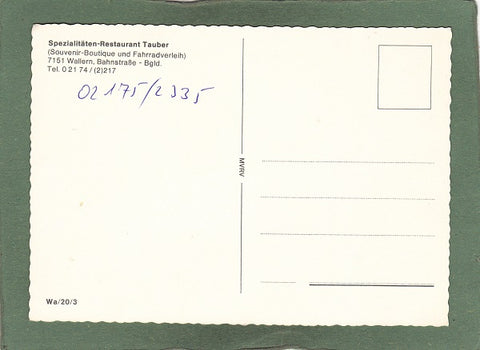 Spezialitäten-Restaurant Tauber
(Souvenir-Boutique und Fahrradverleih)
7151 Wallern, Bahnstraße - Bgld.
Tel. 0 21 74 / (2)217
02175/2335
MVRV
Wa/20/3